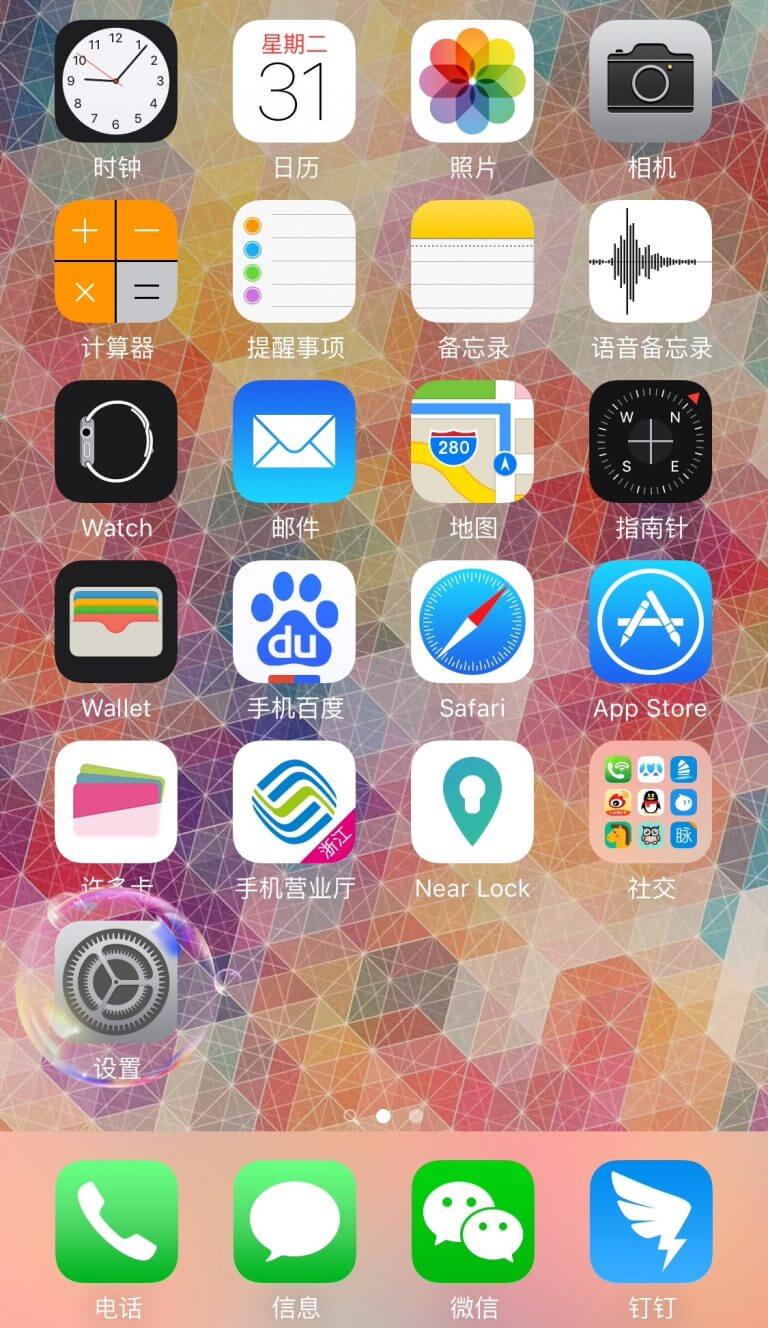 12
11 1
10 2
9 3
8 4
7 5
6
星期二
31
时钟
日历
照片
相机
计算器
提醒事项
备忘录
语音备忘录
280
W N
S E
Watch
邮件
地图
指南针
du
Wallet
手机百度
Safari
App Store
浙江
脉
许多卡
手机营业厅
Near Lock
社交
设置
电话
信息
微信
钉钉